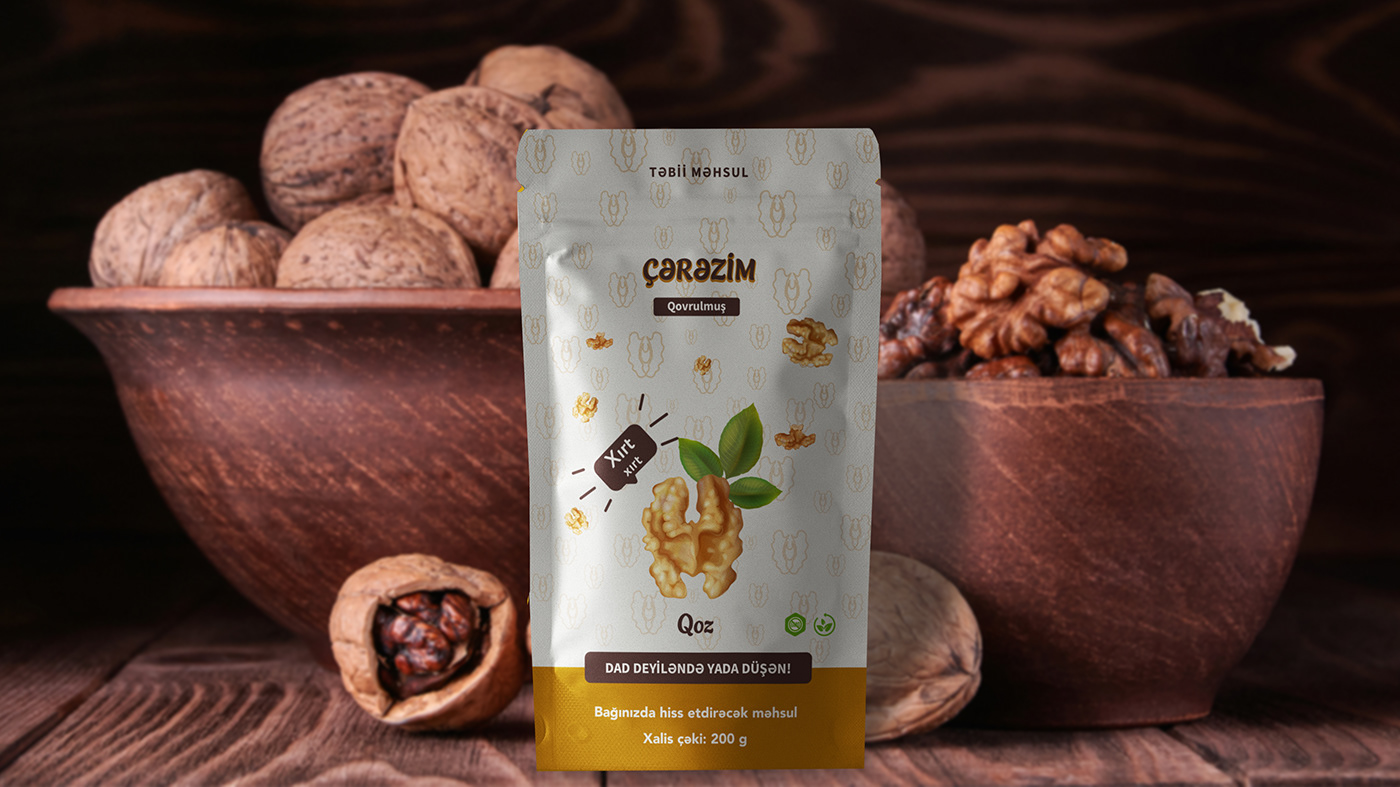 TƏBİİ MƏHSUL
ÇƏRƏZİM
Qovrulmuş
Xırt
xırt
Qoz
DAD DEYİLƏNDƏ YADA DÜŞƏN!
Bağınızda hiss etdirəcək məhsul
Xalis çəki: 200 g